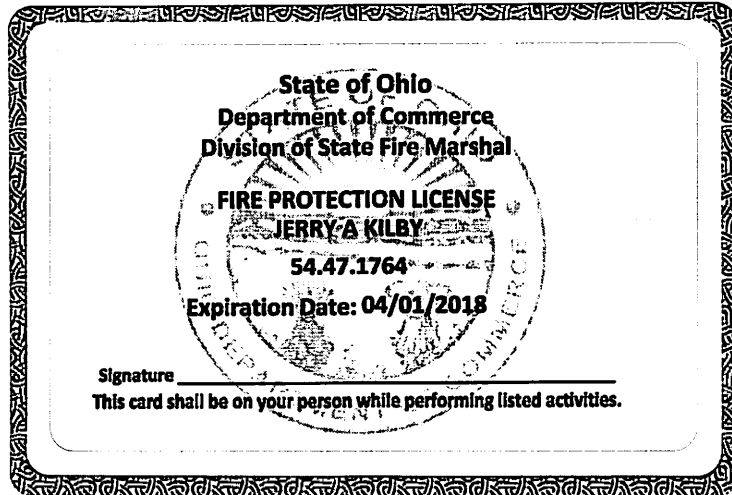 State of Ohio
Department of Commerce
Division of State Fire Marshal
FIRE PROTECTION LICENSE
JERRY A KILBY
54.47.1764
Expiration Date: 04/01/2018
Signature
This card shall be on your person while performing listed activities.